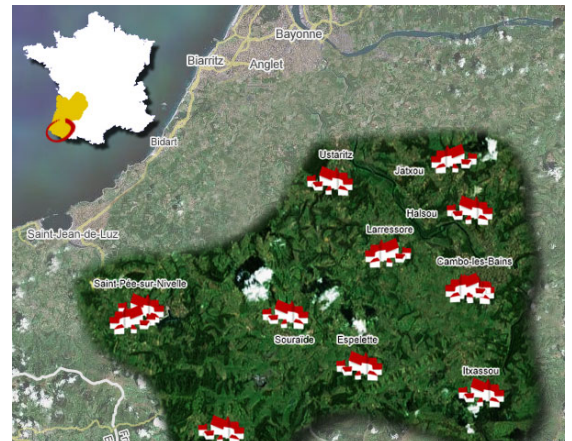 Bayonne
Biarritz
Anglet
Bidart
Ustaritz
Jatxou
Halsou
Saint-Jean-de-Luz
Larressore
Cambo-les-Bains
Saint-Pée-sur-Nivelle
Souraide
Espelette
Itxassou